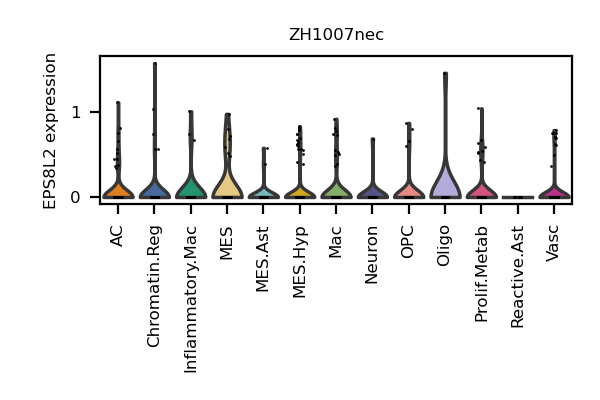 ZH1007nec
EPS8L2 expression
1
0
AC
Chromatin.Reg
Inflammatory.Mac
MES
MES.Ast
MES.Hyp
Mac
Neuron
OPC
Oligo
Prolif.Metab
Reactive.Ast
Vasc